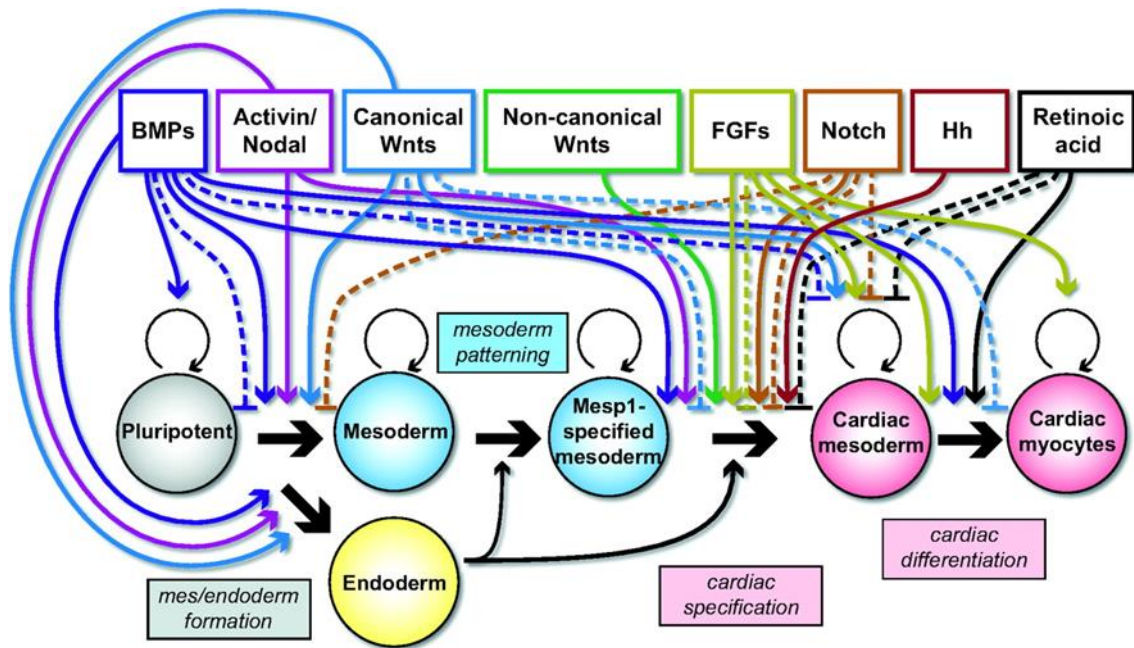 BMPs
Activin/
Nodal
Canonical
Wnts
Non-canonical
Wnts
FGFs
Notch
Hh
Retinoic
acid
mesoderm
patterning
Pluripotent
Mesoderm
Mesp1-
specified
mesoderm
Cardiac
mesoderm
Cardiac
myocytes
Endoderm
mes/endoderm
formation
cardiac
specification
cardiac
differentiation